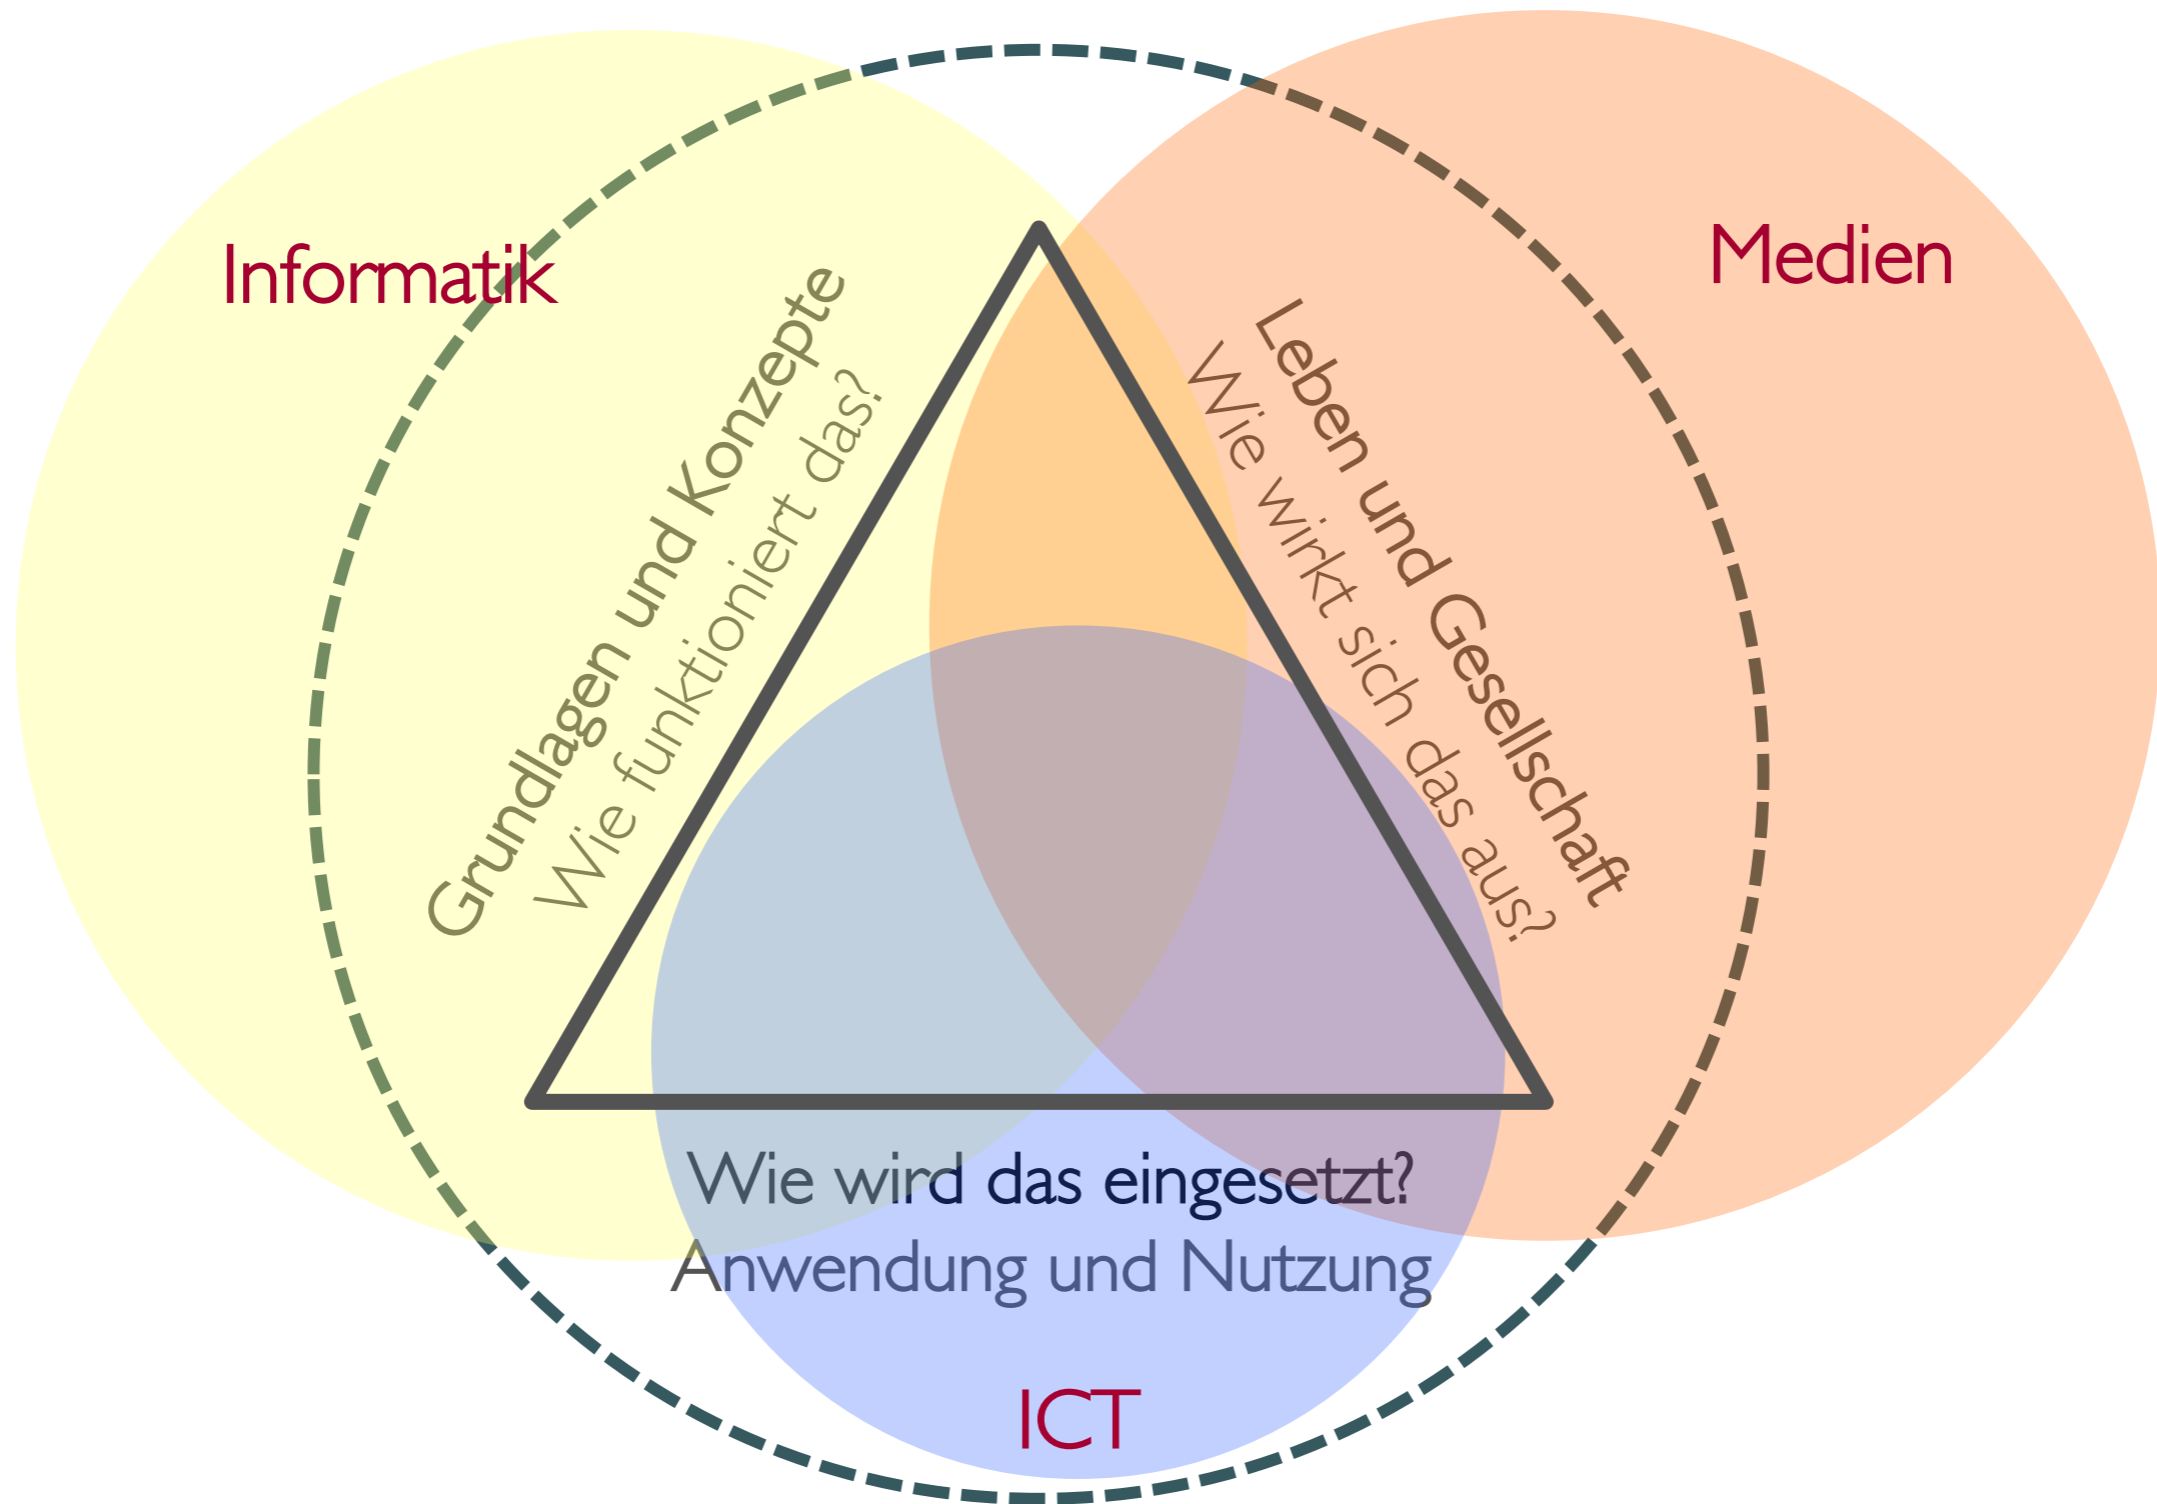 Informatik
Medien
Grundlagen und Konzepte
Wie funktioniert das?
Leben und Gesellschaft
Wie wirkt sich das aus?
Wie wird das eingesetzt?
Anwendung und Nutzung
ICT